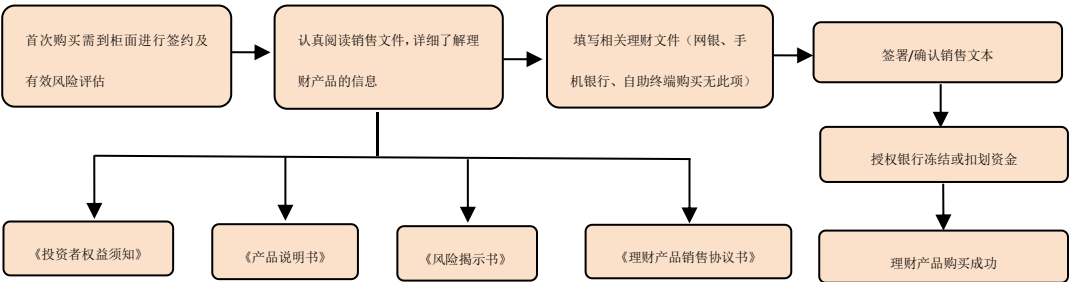 首次购买需到柜面进行签约及
有效风险评估
认真阅读销售文件,详细了解理
财产品的信息
填写相关理财文件（网银、手
机银行、自助终端购买无此项）
签署/确认销售文本
授权银行冻结或扣划资金
《投资者权益须知》
《产品说明书》
《风险揭示书》
《理财产品销售协议书》
理财产品购买成功